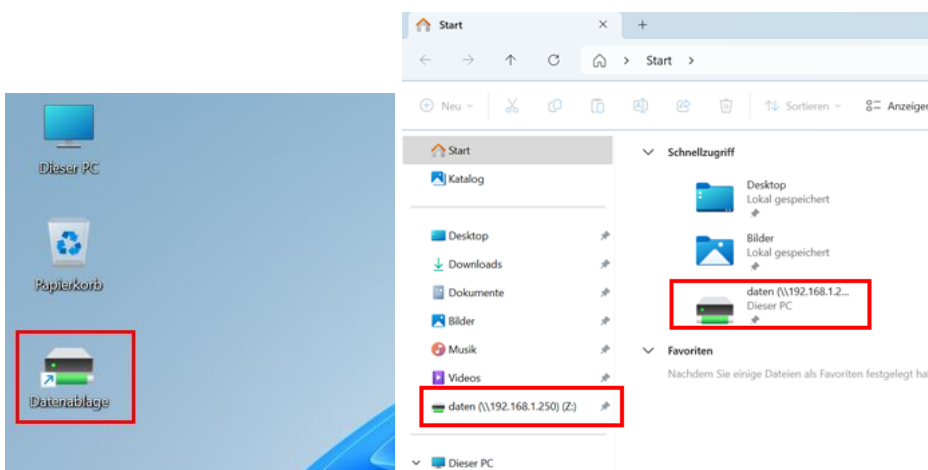 Dieser PC
Papierkorb
Datenablage
Start
Start
Neu
Sortieren
Anzeigen
Start
Katalog
Desktop
Downloads
Dokumente
Bilder
Musik
Videos
daten (\\192.168.1.250) (Z:)
Dieser PC
Schnellzugriff
Desktop
Lokal gespeichert
Bilder
Lokal gespeichert
daten (\\192.168.1.2...
Dieser PC
Favoriten
Nachdem Sie einige Dateien als Favoriten festgelegt ha